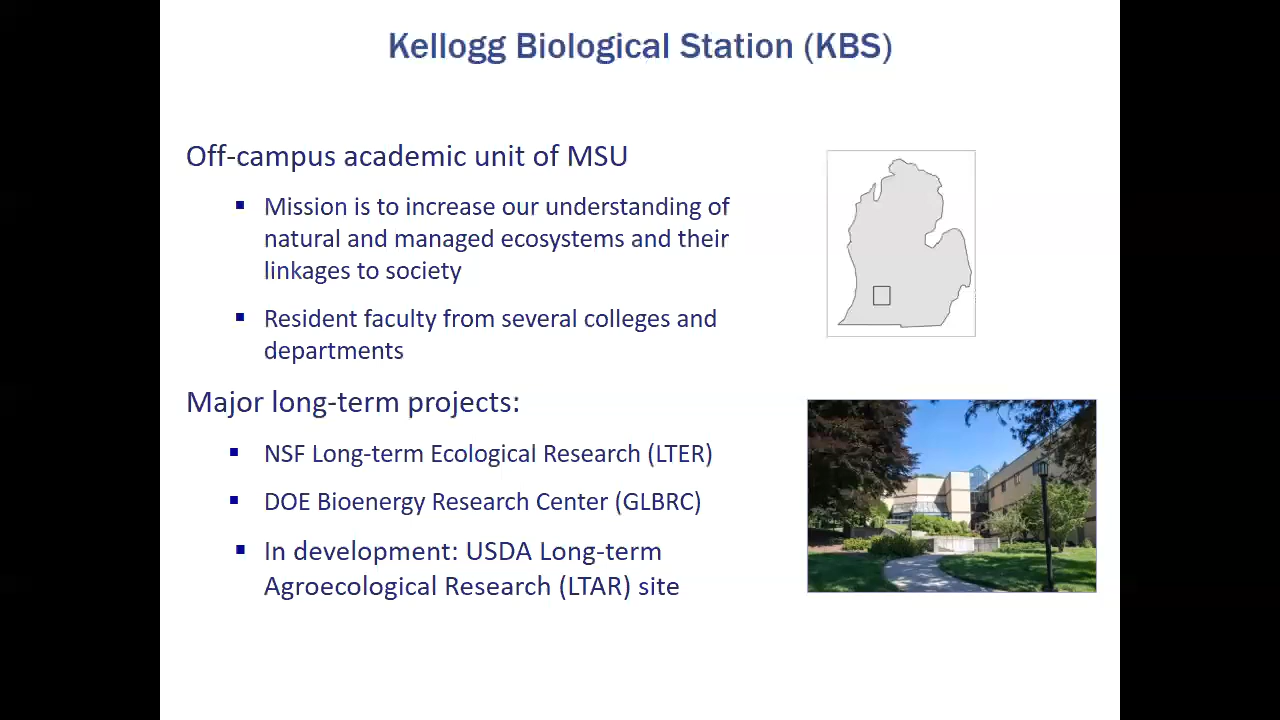 Kellogg Biological Station (KBS)
Off-campus academic unit of MSU
Mission is to increase our understanding of
natural and managed ecosystems and their
linkages to society
Resident faculty from several colleges and
departments
Major long-term projects:
NSF Long-term Ecological Research (LTER)
DOE Bioenergy Research Center (GLBRC)
In development: USDA Long-term
Agroecological Research (LTAR) site